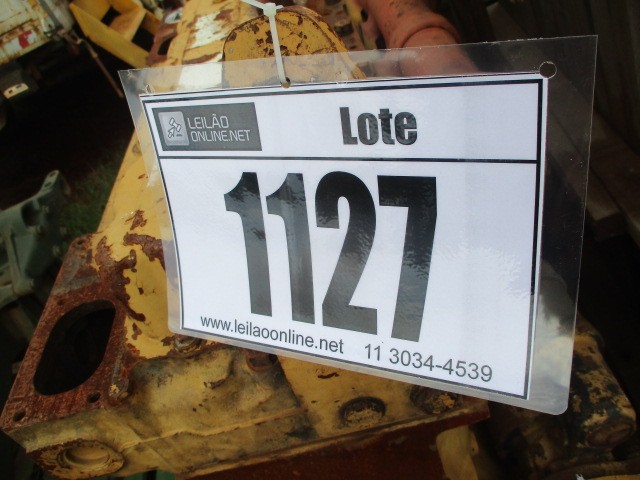 LEILÃO
ONLINE.NET
Lote
1127
www.leilaoonline.net 11 3034-4539